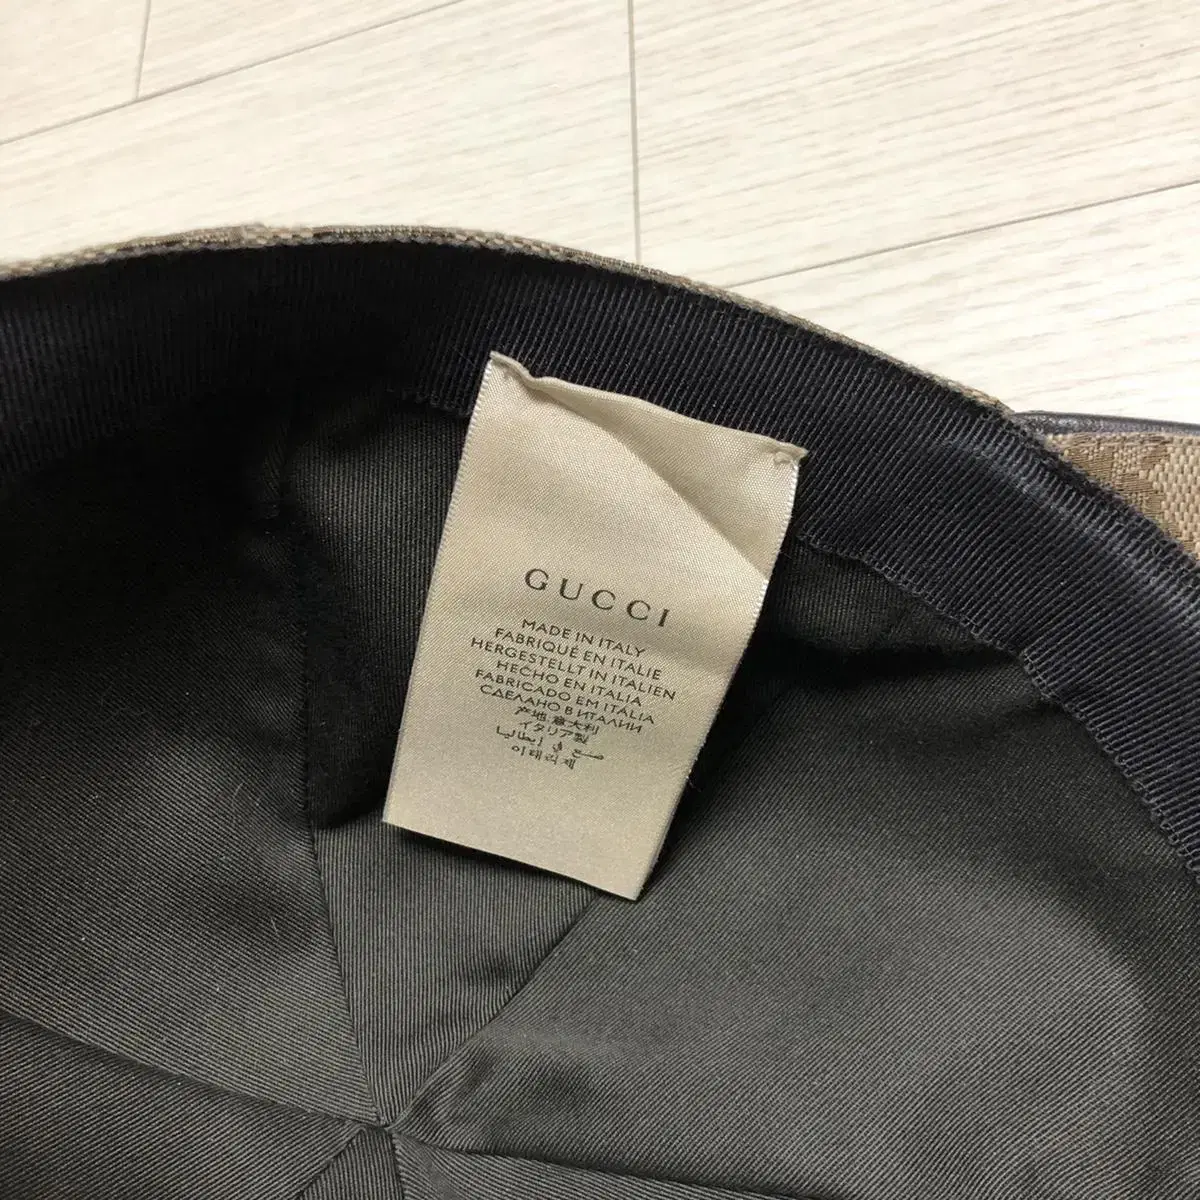 GUCCI
MADE IN ITALY
FABRIQUÉ EN ITALIE
HERGESTELLT IN ITALIEN
HECHO EN ITALIA
FABRICADO EM ITALIA
СДЕЛАНО В ИТАЛИИ
产地 意大利
イタリア製
صنع في إيطاليا
이태리제